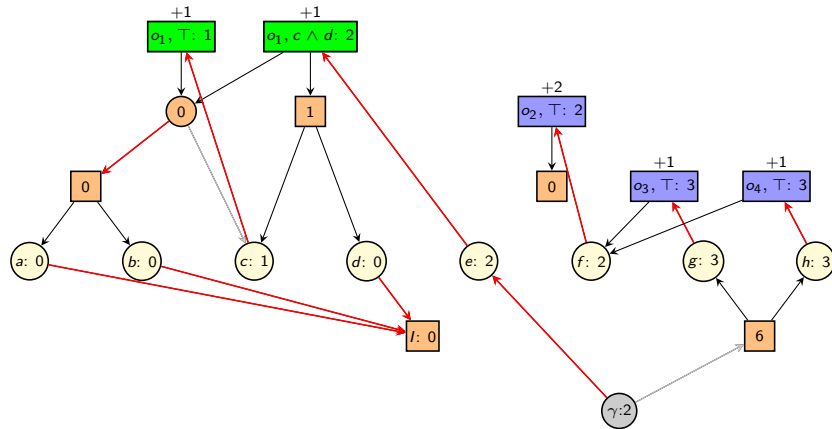 +1
+1
o₁, ⊤: 1
o₁, c ∧ d: 2
+2
o₂, ⊤: 2
0
1
+1
+1
0
0
o₃, ⊤: 3
o₄, ⊤: 3
a: 0
b: 0
c: 1
d: 0
e: 2
f: 2
g: 3
h: 3
I: 0
6
γ:2